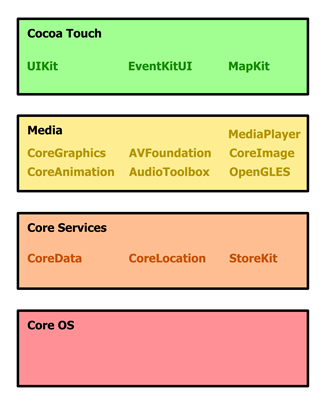 Cocoa Touch
UIKit EventKitUI MapKit
Media
MediaPlayer
CoreGraphics AVFoundation CoreImage
CoreAnimation AudioToolbox OpenGLES
Core Services
CoreData CoreLocation StoreKit
Core OS